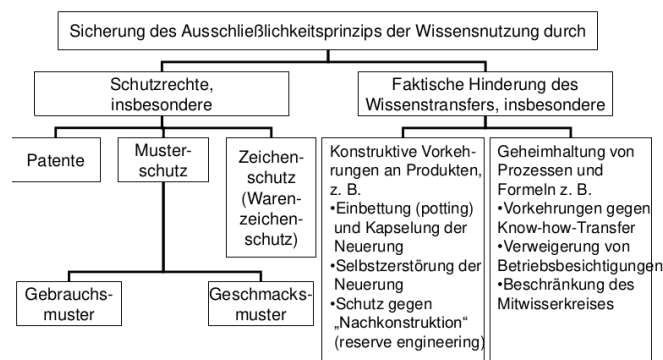 Sicherung des Ausschließlichkeitsprinzips der Wissensnutzung durch
Schutzrechte,
insbesondere
Faktische Hinderung des
Wissenstransfers, insbesondere
Patente
Muster-
schutz
Zeichen-
schutz
(Waren-
zeichen-
schutz)
Gebrauchs-
muster
Geschmacks-
muster
Konstruktive Vorkeh-
rungen an Produkten,
z. B.
•Einbettung (potting)
und Kapselung der
Neuerung
•Selbstzerstörung der
Neuerung
•Schutz gegen
„Nachkonstruktion“
(reserve engineering)
Geheimhaltung von
Prozessen und
Formeln z. B.
•Vorkehrungen gegen
Know-how-Transfer
•Verweigerung von
Betriebsbesichtigungen
•Beschränkung des
Mitwisserkreises